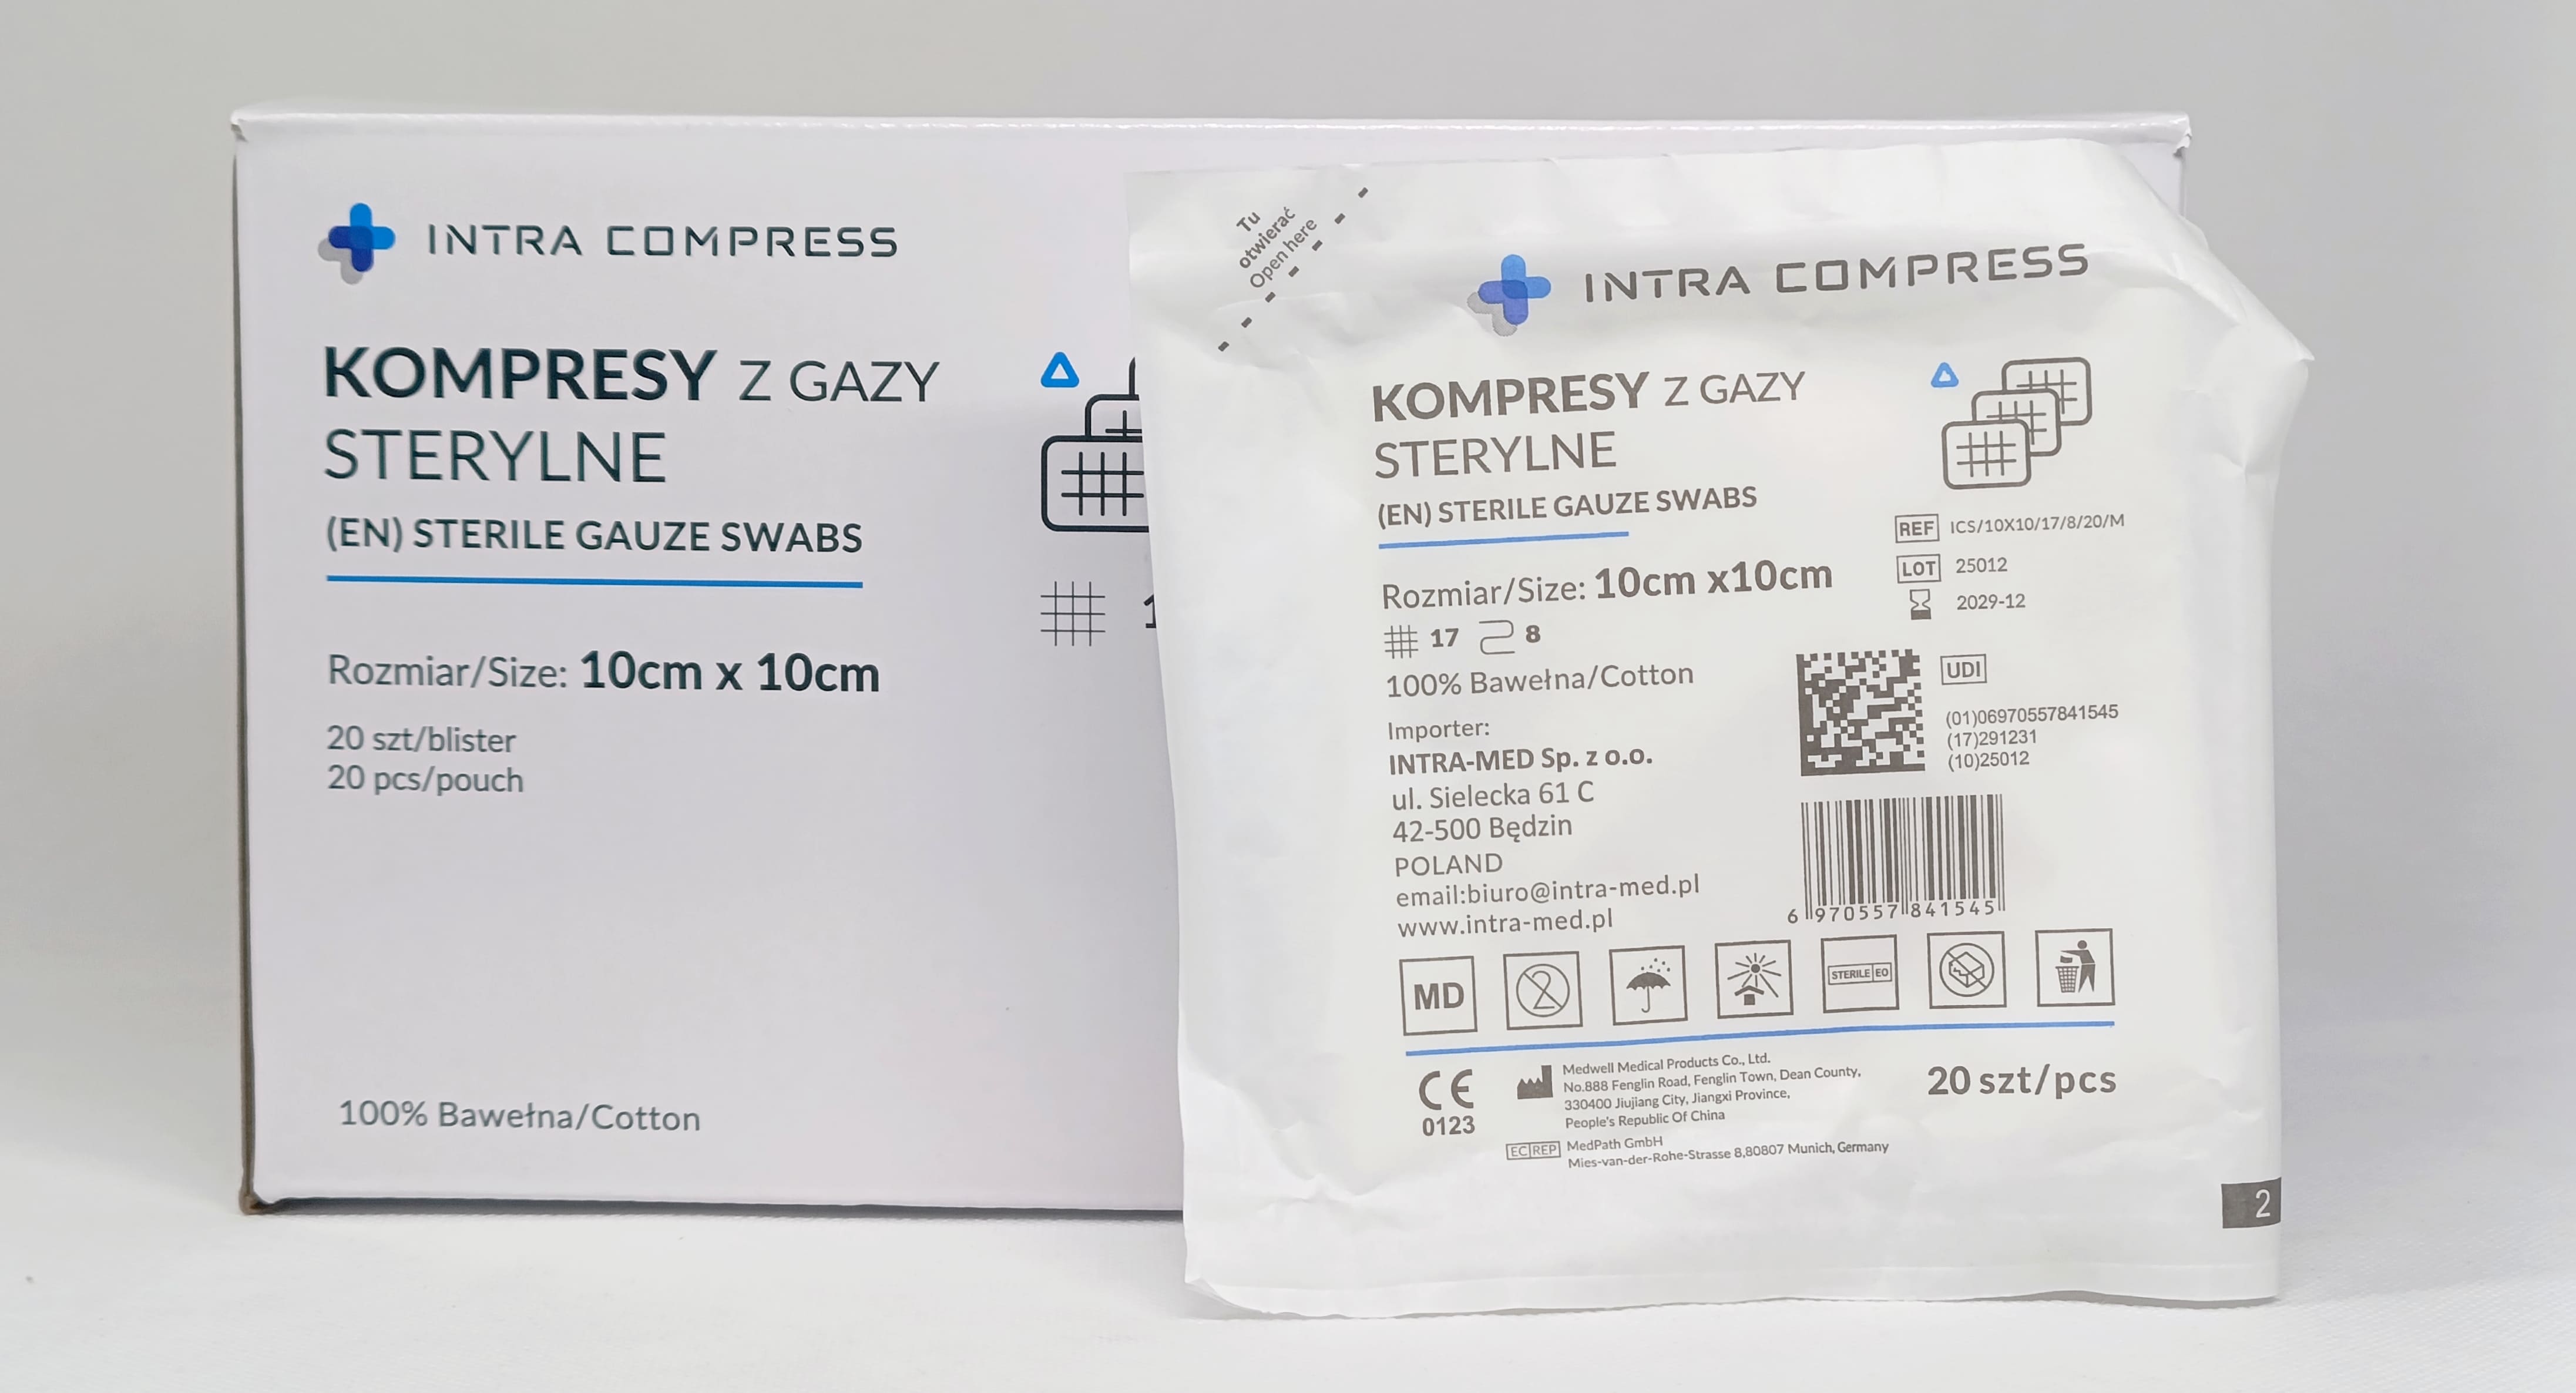 INTRA COMPRESS
KOMPRESY Z GAZY
STERYLNE
(EN) STERILE GAUZE SWABS
Rozmiar/Size: 10cm x 10cm
20 szt/blister
20 pcs/pouch
100% Bawełna/Cotton
Tu
otwierać
Open here
INTRA COMPRESS
KOMPRESY Z GAZY
STERYLNE
(EN) STERILE GAUZE SWABS
Rozmiar/Size: 10cm x10cm
17 8
100% Bawełna/Cotton
Importer:
INTRA-MED Sp. z o.o.
ul. Sielecka 61 C
42-500 Będzin
POLAND
email:biuro@intra-med.pl
www.intra-med.pl
REF ICS/10X10/17/8/20/M
LOT 25012
2029-12
UDI
(01)06970557841545
(17)291231
(10)25012
6 970557 841545
MD
2
STERILE EO
CE
0123
Medwell Medical Products Co., Ltd.
No.888 Fenglin Road, Fenglin Town, Dean County,
330400 Jiujiang City, Jiangxi Province,
People's Republic Of China
EC REP MedPath GmbH
Mies-van-der-Rohe-Strasse 8,80807 Munich, Germany
20 szt/pcs
2